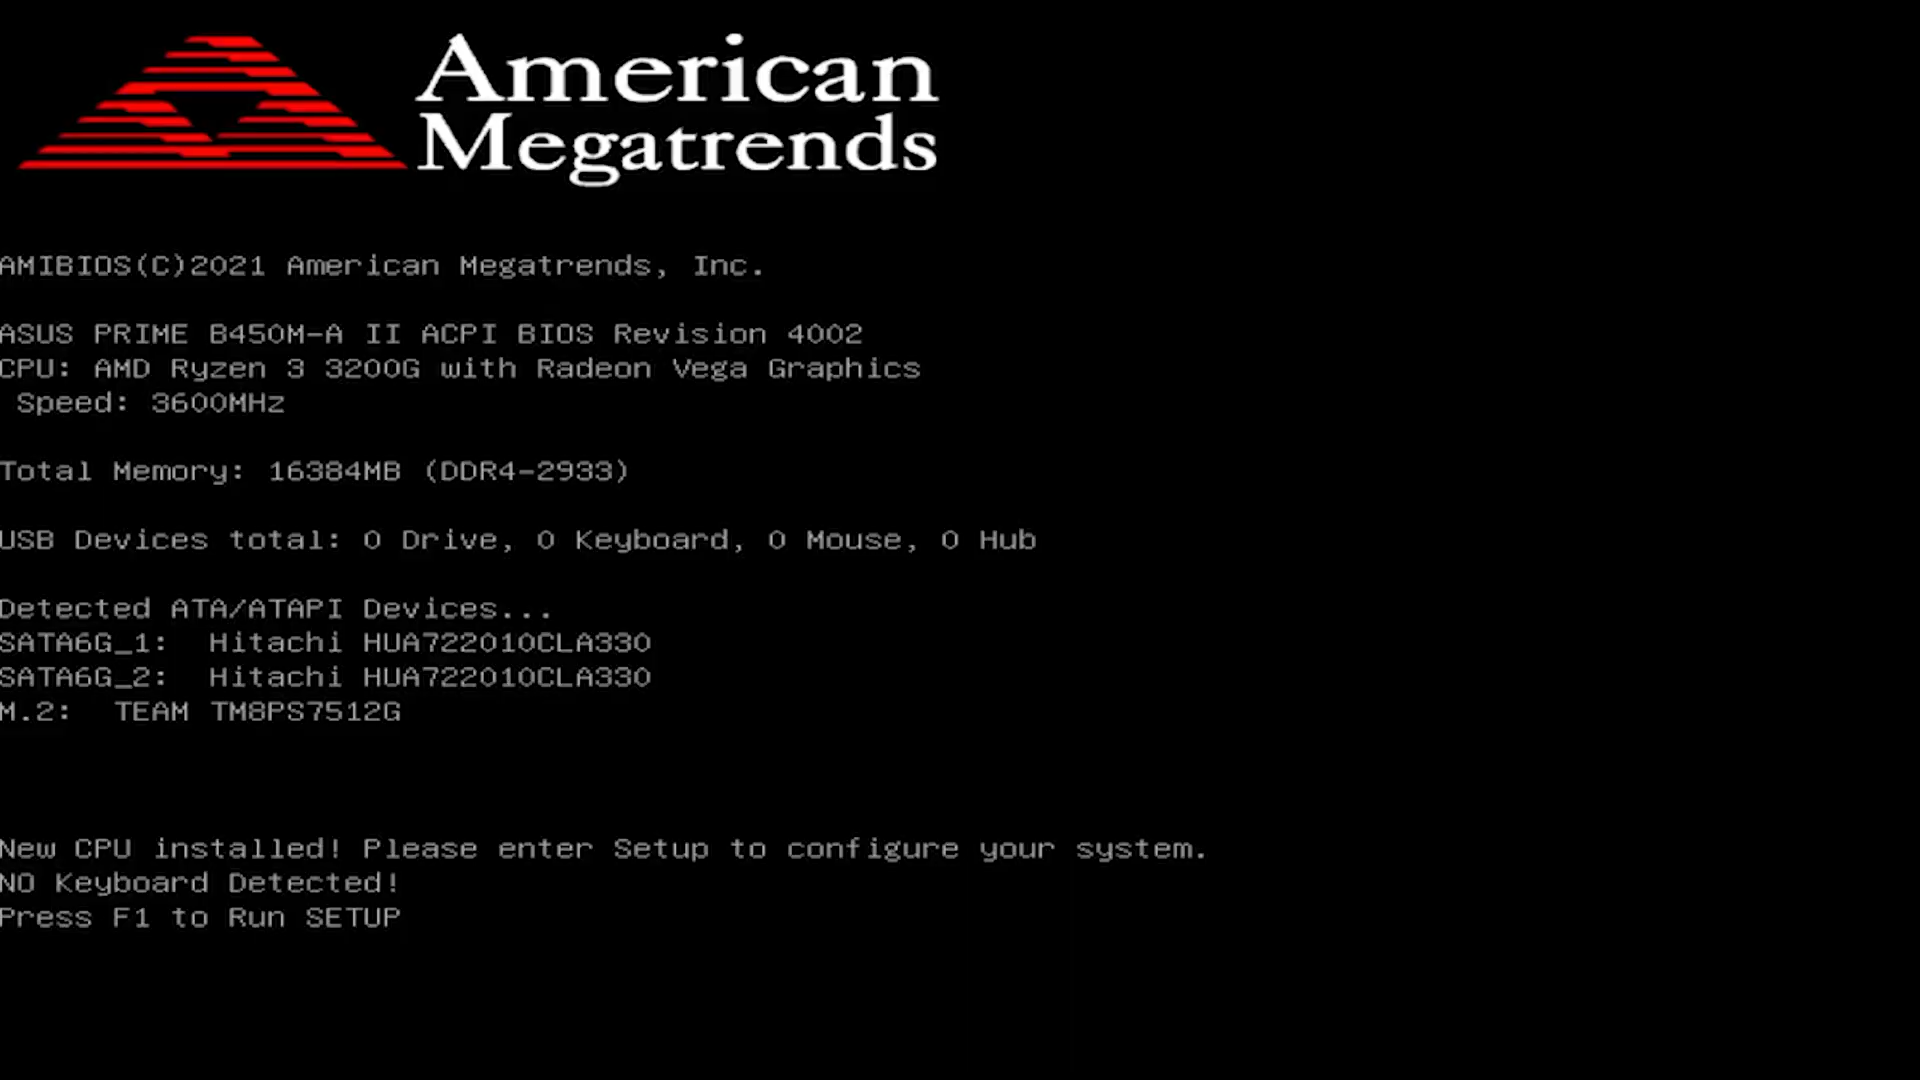 American
Megatrends
AMIBIOS(C)2021 American Megatrends, Inc.
ASUS PRIME B450M-A II ACPI BIOS Revision 4002
CPU: AMD Ryzen 3 3200G with Radeon Vega Graphics
Speed: 3600MHz
Total Memory: 16384MB (DDR4-2933)
USB Devices total: 0 Drive, 0 Keyboard, 0 Mouse, 0 Hub
Detected ATA/ATAPI Devices...
SATA6G_1: Hitachi HUA722010CLA330
SATA6G_2: Hitachi HUA722010CLA330
M.2: TEAM TM8PS7512G
New CPU installed! Please enter Setup to configure your system.
NO Keyboard Detected!
Press F1 to Run SETUP